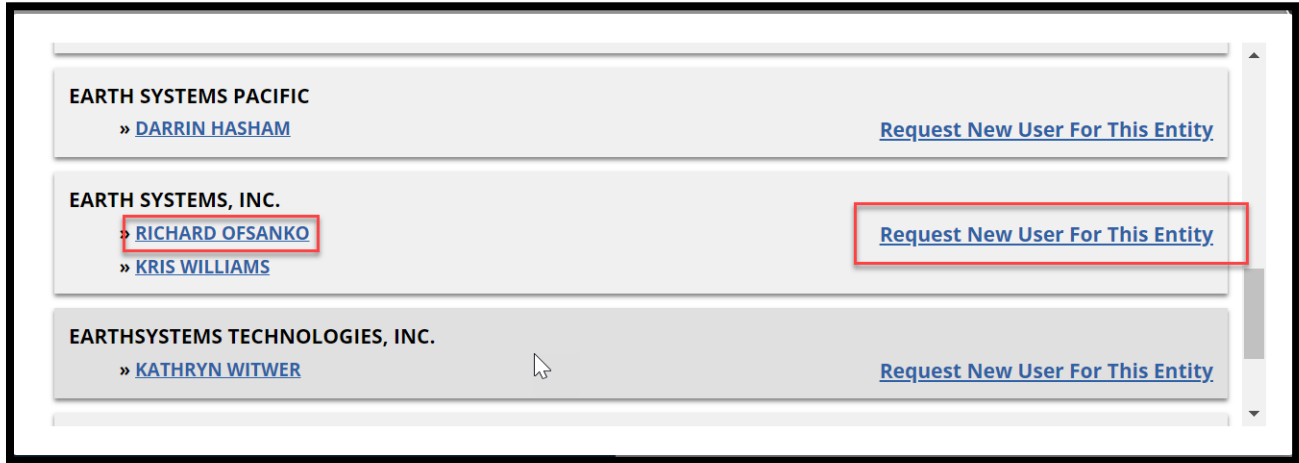 EARTH SYSTEMS PACIFIC
» DARRIN HASHAM
Request New User For This Entity
EARTH SYSTEMS, INC.
» RICHARD OFSANKO
Request New User For This Entity
» KRIS WILLIAMS
EARTHSYSTEMS TECHNOLOGIES, INC.
» KATHRYN WITWER
Request New User For This Entity